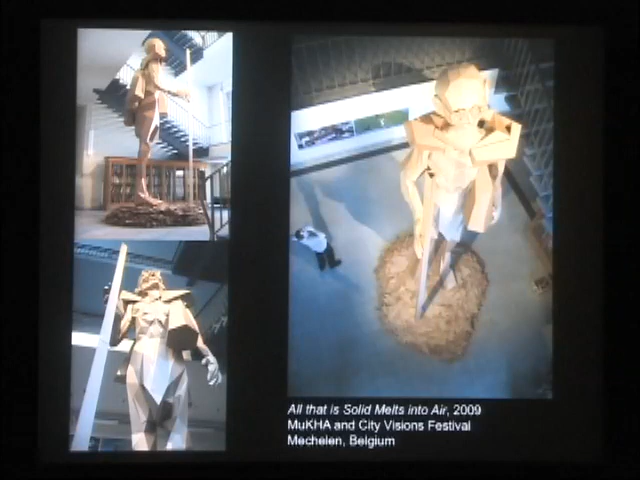 All that is Solid Melts into Air, 2009
MuKHA and City Visions Festival
Mechelen, Belgium